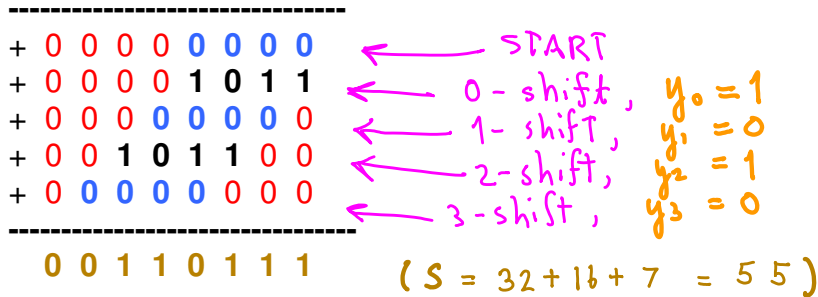 --------------------------------
+ 0 0 0 0 0 0 0 0 START
+ 0 0 0 0 1 0 1 1 0-shift, y0 = 1
+ 0 0 0 0 0 0 0 0 1-shifT, y1 = 0
+ 0 0 1 0 1 1 0 0 2-shift, y2 = 1
+ 0 0 0 0 0 0 0 0 3-shift, y3 = 0
---------------------------------
0 0 1 1 0 1 1 1 (S = 32+16+7 = 55)